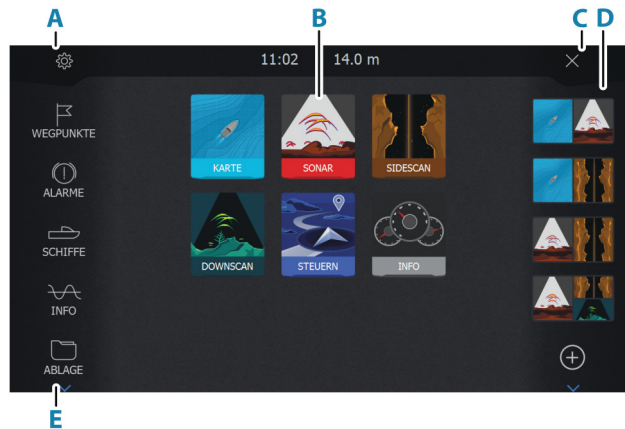 A B C D
11:02 14.0 m
WEGPUNKTE
ALARME
SCHIFFE
INFO
ABLAGE
KARTE SONAR SIDESCAN
DOWNSCAN STEUERN INFO
E